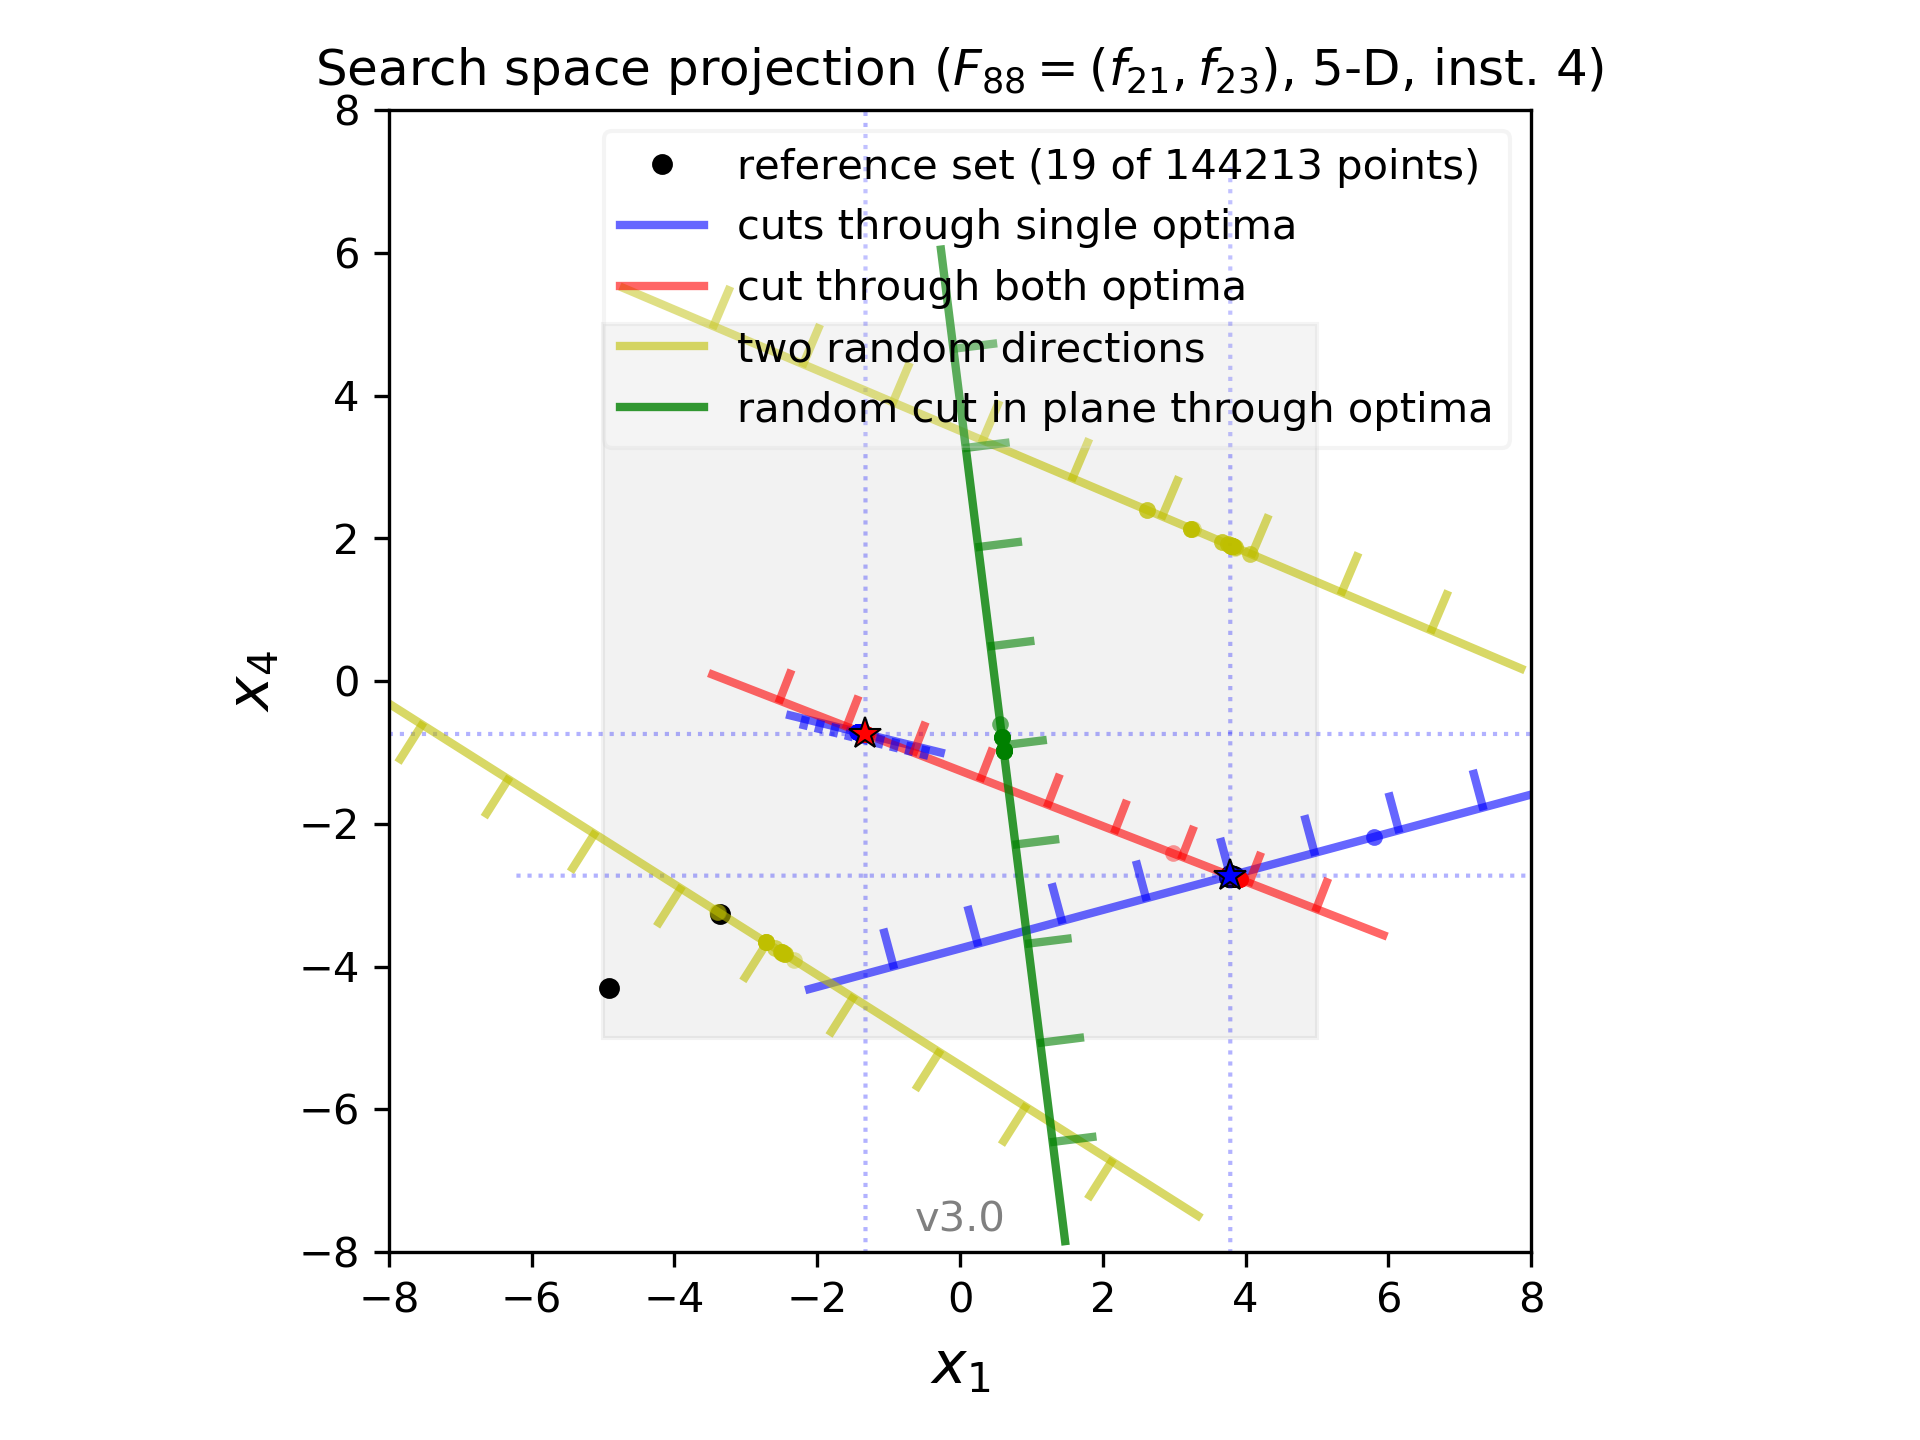 Search space projection (F88 = (f21, f23), 5-D, inst. 4)
8
reference set (19 of 144213 points)
cuts through single optima
6
cut through both optima
two random directions
4
random cut in plane through optima
2
x4
0
−2
−4
−6
v3.0
−8
−8 −6 −4 −2 0 2 4 6 8
x1